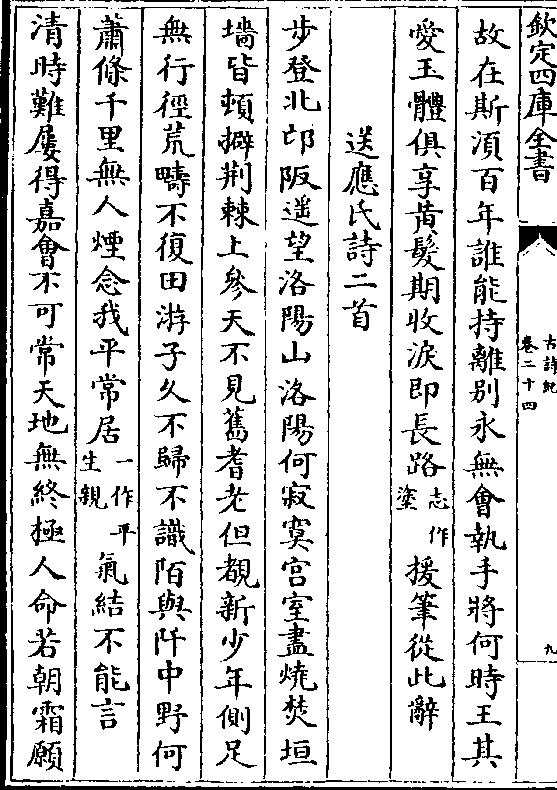 欽定四庫全書
古詩紀
卷二十四
九
故在斯須百年誰能持離別永無會執手將何時王其
愛玉體俱享黄髮期收淚即長路志作塗援筆從此辭
送應氏詩二首
步登北邙阪遥望洛陽山洛陽何寂寞宫室盡燒焚垣
墻皆頓擗荆棘上參天不見舊耆老但覩新少年側足
無行徑荒疇不復田游子久不歸不識陌與阡中野何
蕭條千里無人煙念我平常居一作平生親氣結不能言
清時難屢得嘉會不可常天地無終極人命若朝霜願